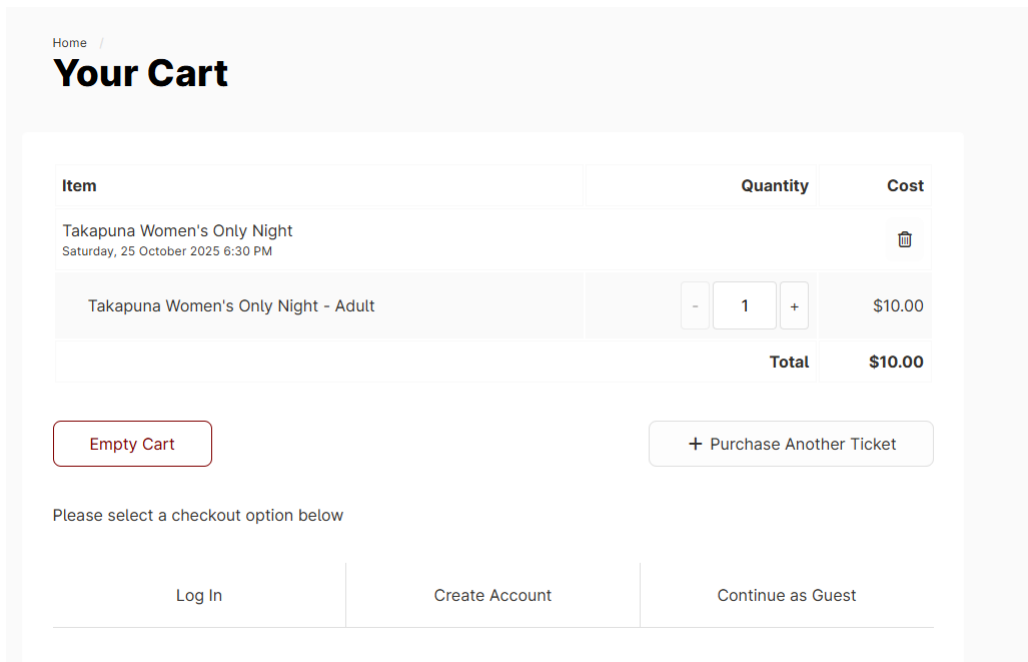 Home /
Your Cart
Item Quantity Cost
Takapuna Women's Only Night
Saturday, 25 October 2025 6:30 PM
Takapuna Women's Only Night - Adult - 1 + $10.00
Total $10.00
Empty Cart + Purchase Another Ticket
Please select a checkout option below
Log In Create Account Continue as Guest